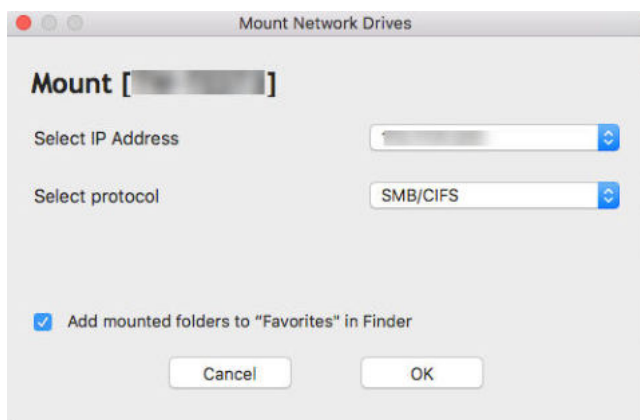 Mount Network Drives
Mount [ ]
Select IP Address
Select protocol SMB/CIFS
Add mounted folders to “Favorites” in Finder
Cancel OK